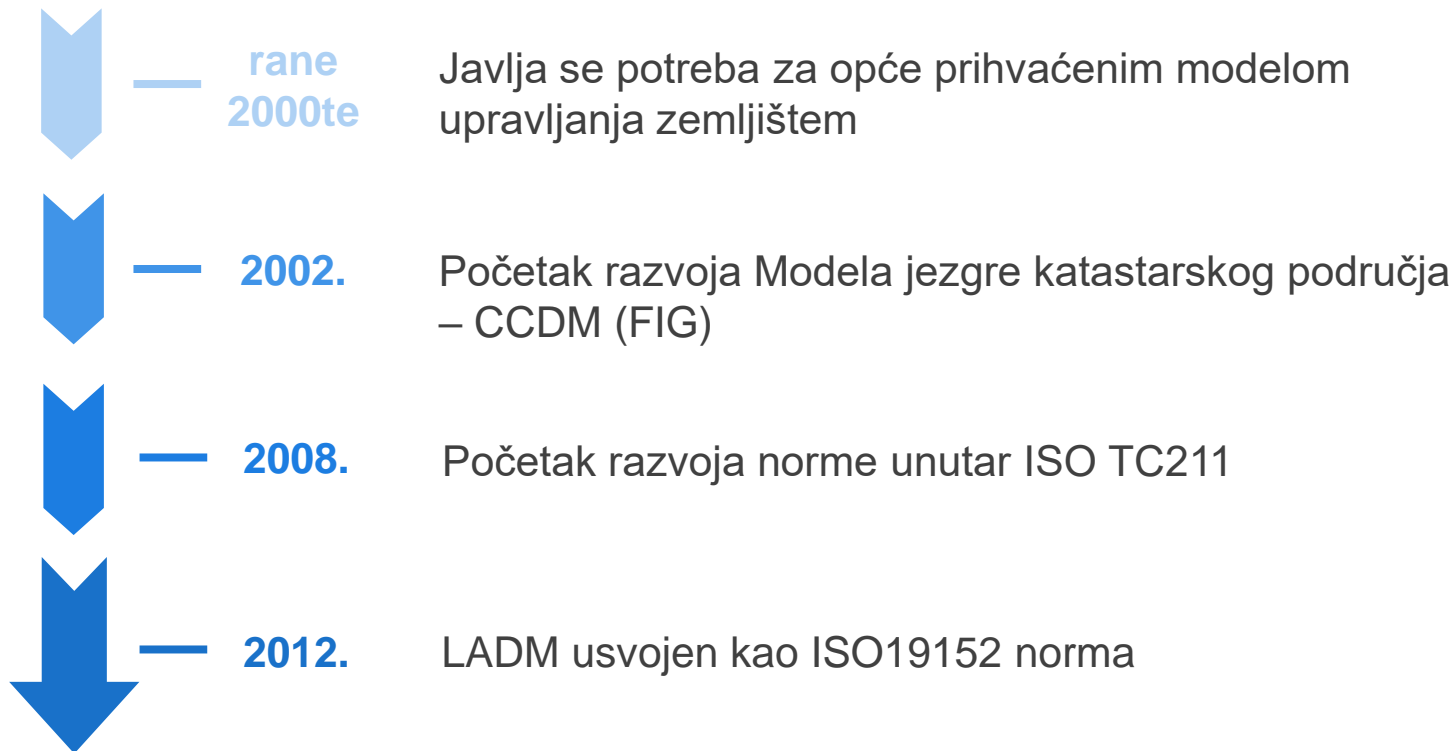 rane
2000te
Javlja se potreba za opće prihvaćenim modelom
upravljanja zemljištem
2002.
Početak razvoja Modela jezgre katastarskog područja
– CCDM (FIG)
2008.
Početak razvoja norme unutar ISO TC211
2012.
LADM usvojen kao ISO19152 norma